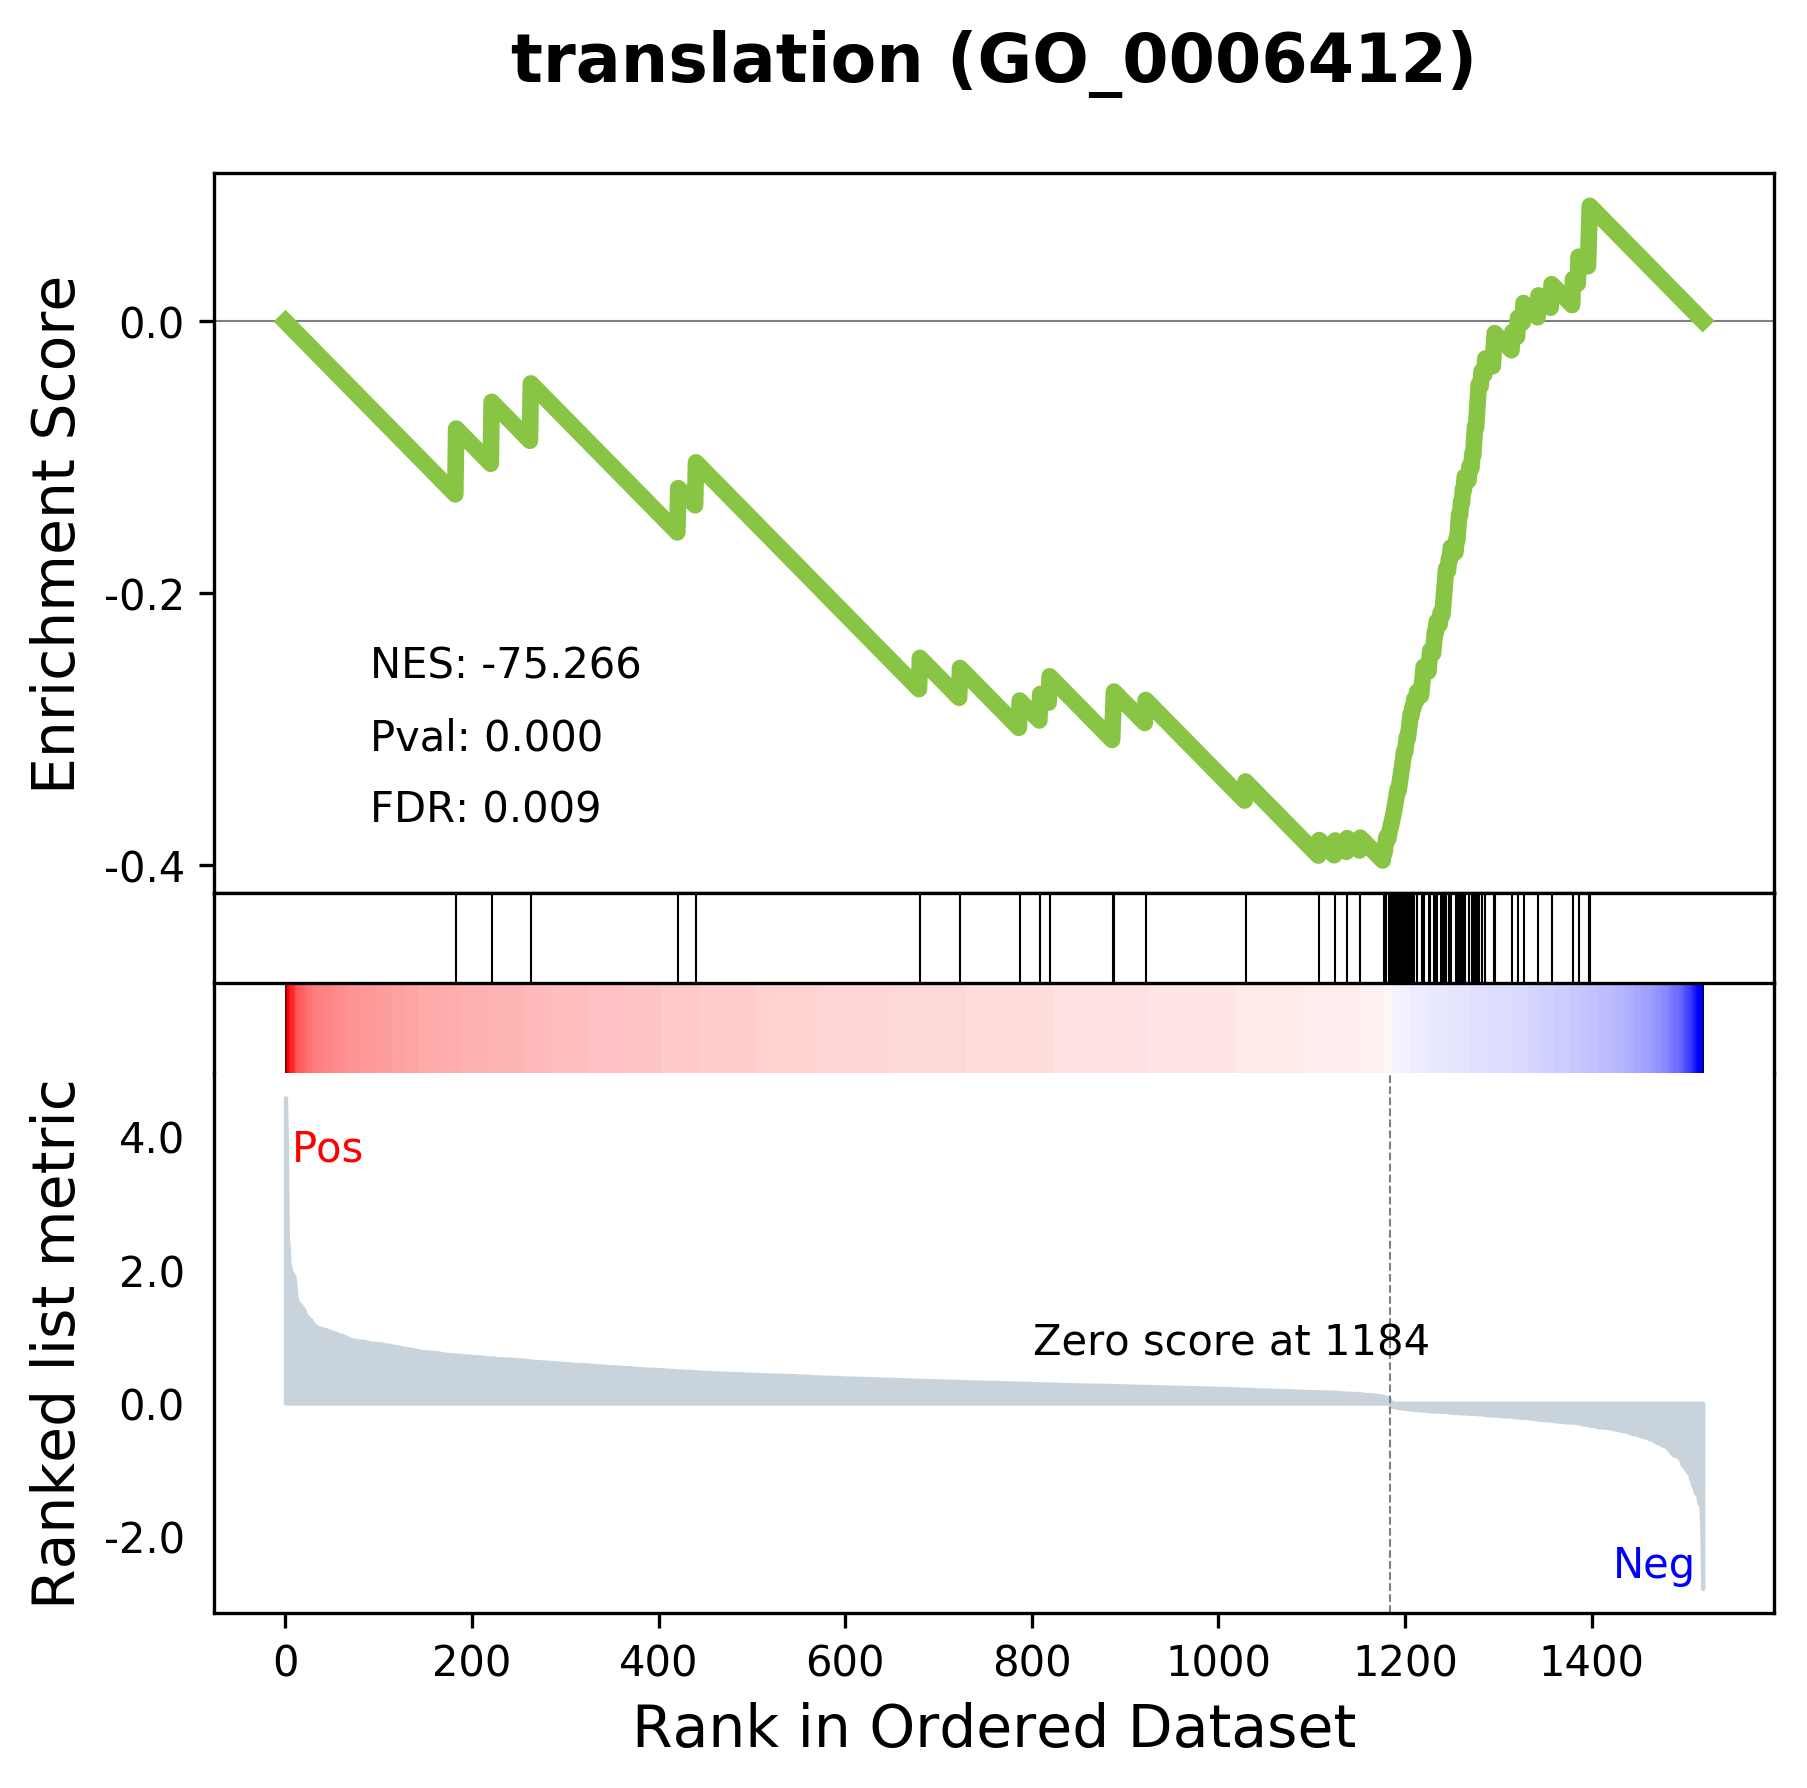 translation (GO_0006412)
Enrichment Score
0.0
-0.2
-0.4
NES: -75.266
Pval: 0.000
FDR: 0.009
Ranked list metric
4.0
2.0
0.0
-2.0
Pos
Zero score at 1184
Neg
0 200 400 600 800 1000 1200 1400
Rank in Ordered Dataset